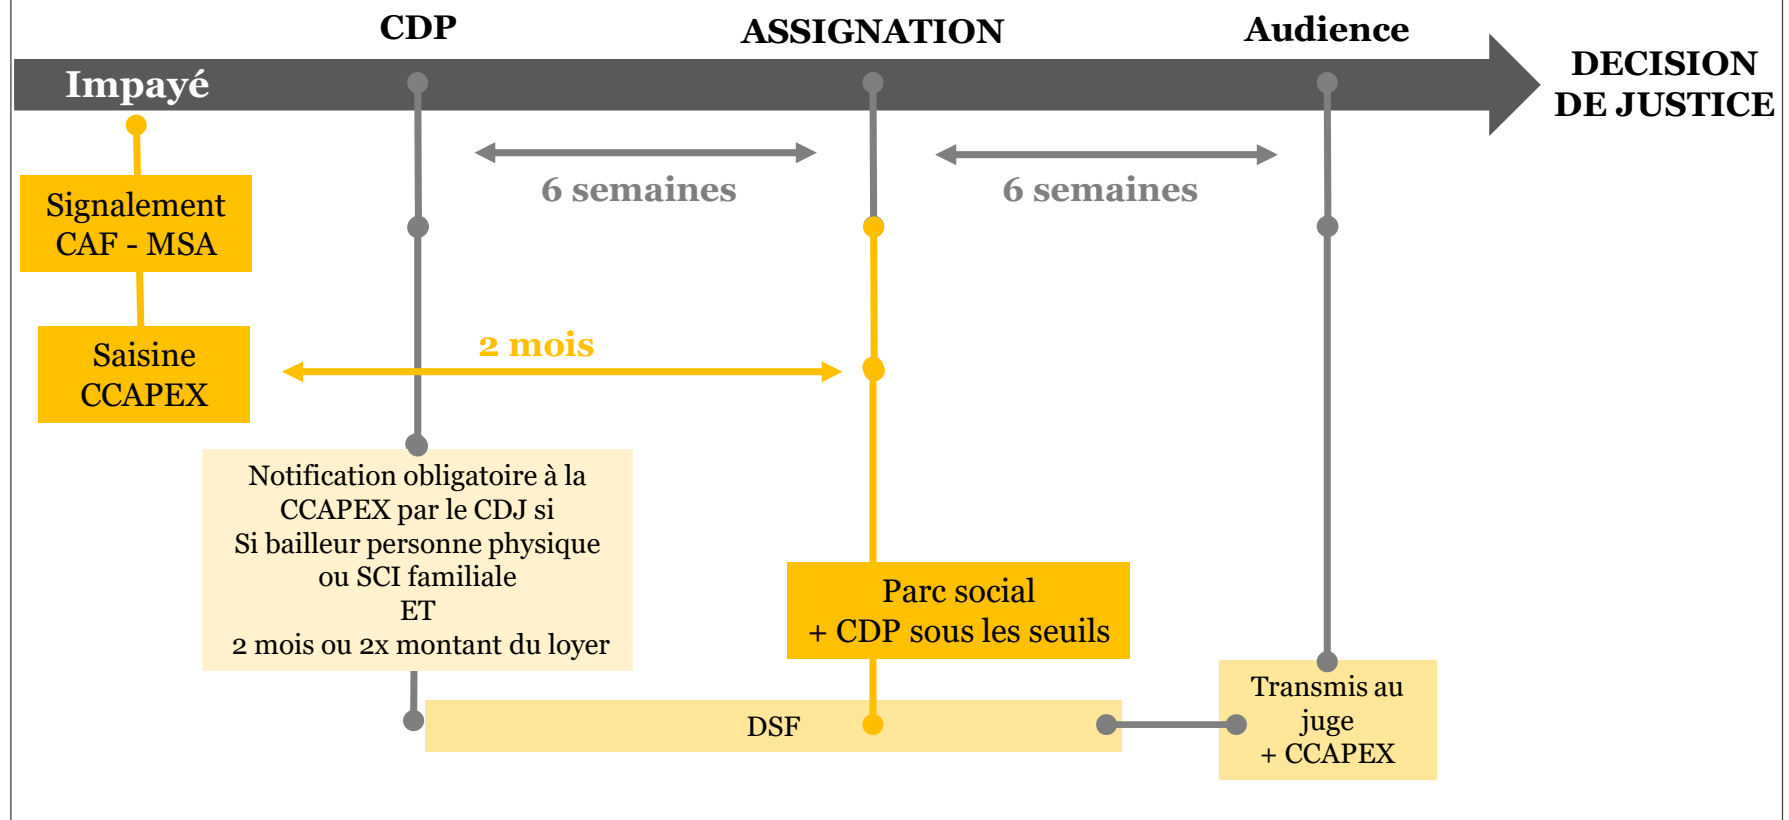 CDP
ASSIGNATION
Audience
Impayé
DECISION
DE JUSTICE
6 semaines
6 semaines
Signalement
CAF - MSA
Saisine
CCAPEX
2 mois
Notification obligatoire à la
CCAPEX par le CDJ si
Si bailleur personne physique
ou SCI familiale
ET
2 mois ou 2x montant du loyer
Parc social
+ CDP sous les seuils
DSF
Transmis au
juge
+ CCAPEX